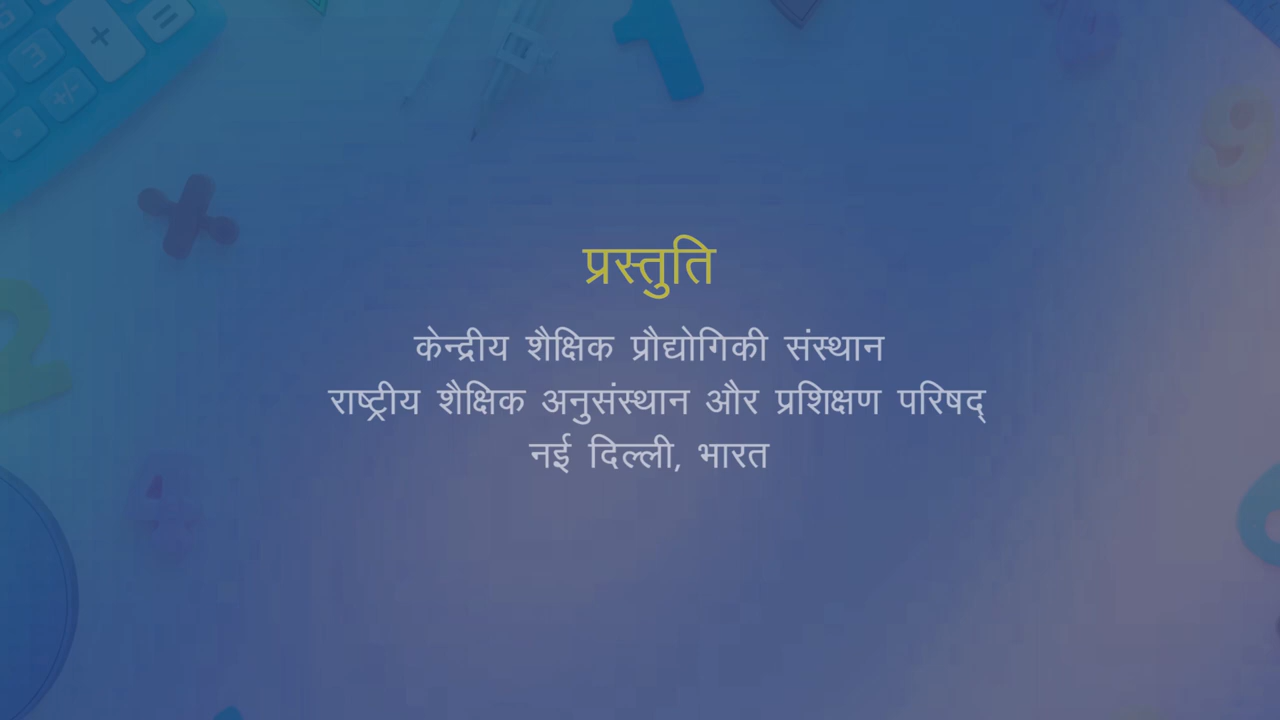 प्रस्तुति
केन्द्रीय शैक्षिक प्रौद्योगिकी संस्थान
राष्ट्रीय शैक्षिक अनुसंस्थान और प्रशिक्षण परिषद्
नई दिल्ली, भारत